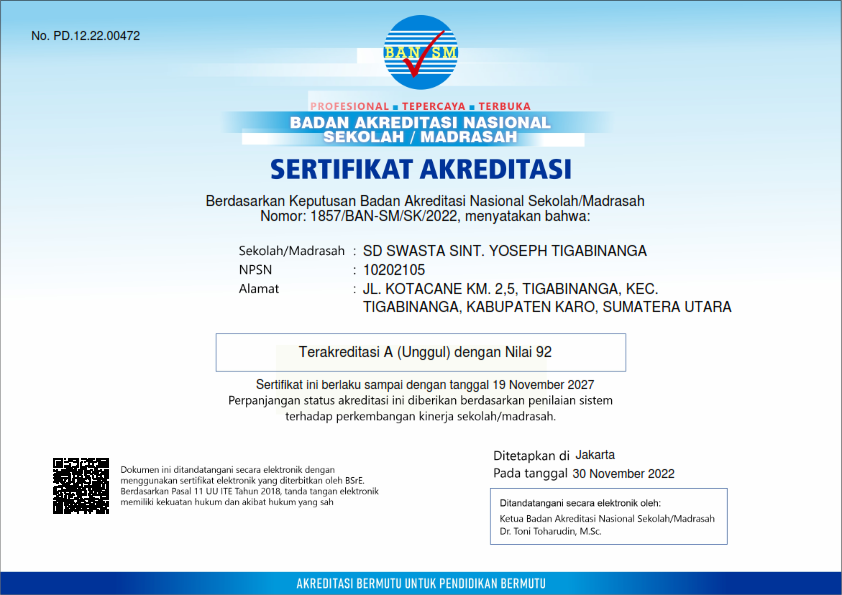 No. PD.12.22.00472
BAN SM
PROFESIONAL ■ TEPERCAYA ■ TERBUKA
BADAN AKREDITASI NASIONAL
SEKOLAH / MADRASAH
SERTIFIKAT AKREDITASI
Berdasarkan Keputusan Badan Akreditasi Nasional Sekolah/Madrasah
Nomor: 1857/BAN-SM/SK/2022, menyatakan bahwa:
Sekolah/Madrasah : SD SWASTA SINT. YOSEPH TIGABINANGA
NPSN : 10202105
Alamat : JL. KOTACANE KM. 2,5, TIGABINANGA, KEC.
TIGABINANGA, KABUPATEN KARO, SUMATERA UTARA
Terakreditasi A (Unggul) dengan Nilai 92
Sertifikat ini berlaku sampai dengan tanggal 19 November 2027
Perpanjangan status akreditasi ini diberikan berdasarkan penilaian sistem
terhadap perkembangan kinerja sekolah/madrasah.
Ditetapkan di Jakarta
Pada tanggal 30 November 2022
Dokumen ini ditandatangani secara elektronik dengan
menggunakan sertifikat elektronik yang diterbitkan oleh BSrE.
Berdasarkan Pasal 11 UU ITE Tahun 2018, tanda tangan elektronik
memiliki kekuatan hukum dan akibat hukum yang sah
Ditandatangani secara elektronik oleh:
Ketua Badan Akreditasi Nasional Sekolah/Madrasah
Dr. Toni Toharudin, M.Sc.
AKREDITASI BERMUTU UNTUK PENDIDIKAN BERMUTU